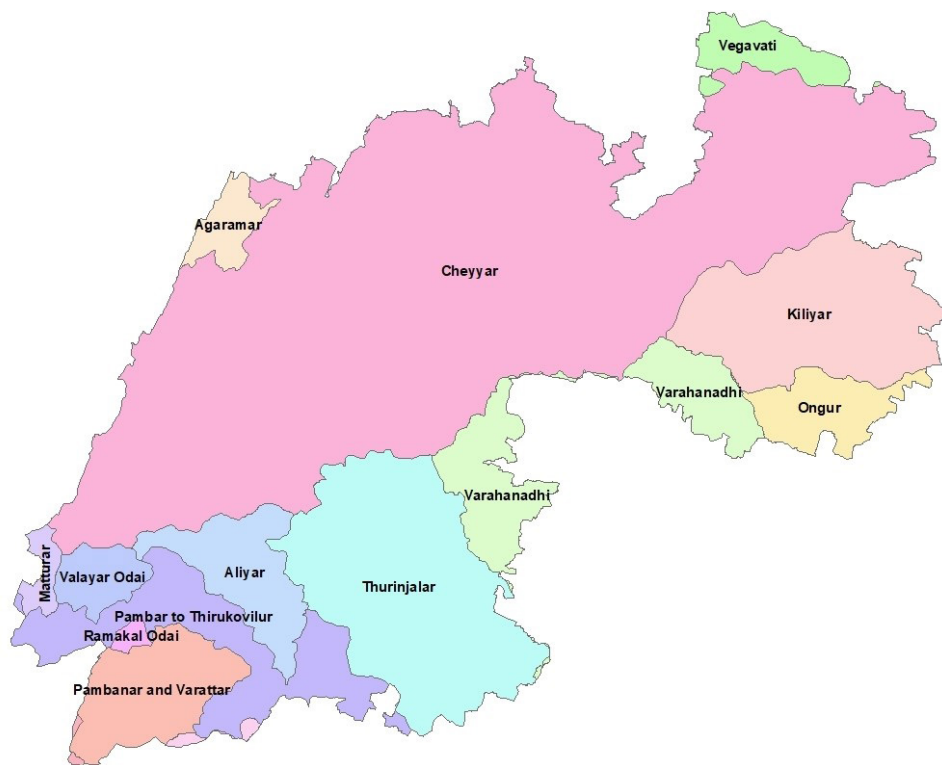 Vegavati
Agaramar
Cheyyar
Kiliyar
Varahanadhi
Ongur
Varahanadhi
Matturar
Valayar Odai
Aliyar
Thurinjalar
Pambar to Thirukovilur
Ramakal Odai
Pambanar and Varattar